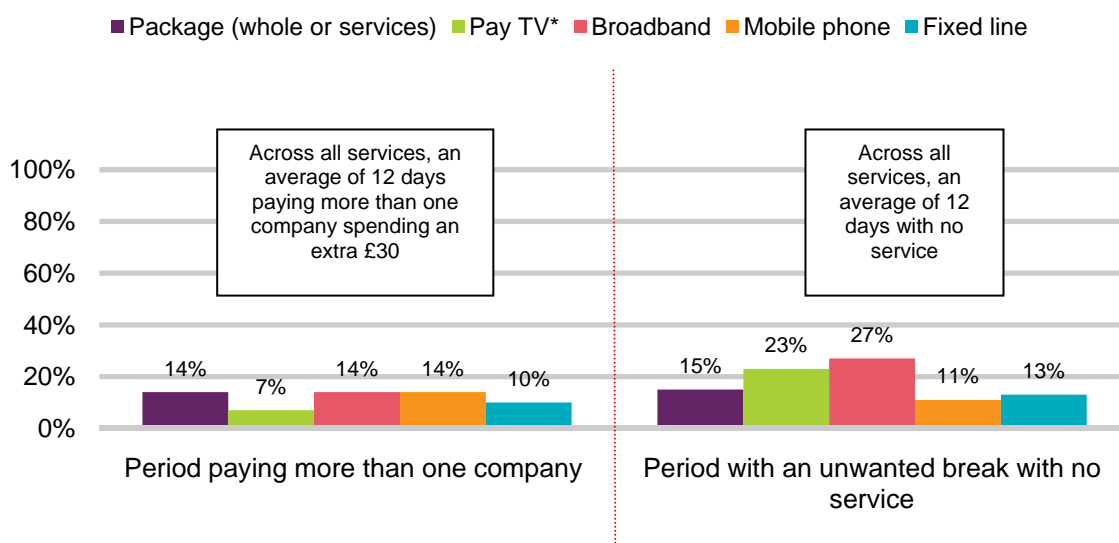 Package (whole or services) Pay TV* Broadband Mobile phone Fixed line
Across all services, an
average of 12 days
paying more than one
company spending an
extra £30
Across all
services, an
average of 12
days with no
service
100%
80%
60%
40%
20%
0%
14%
7%
14%
14%
10%
15%
23%
27%
11%
13%
Period paying more than one company
Period with an unwanted break with no
service